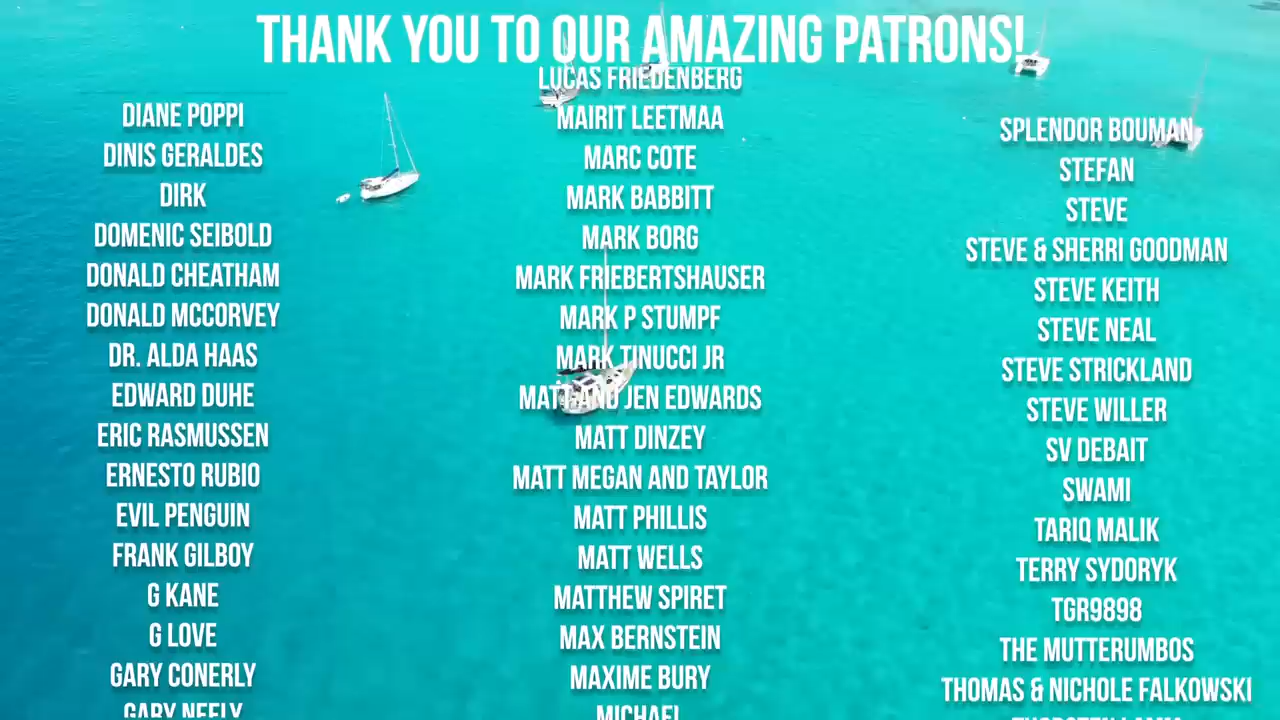 THANK YOU TO OUR AMAZING PATRONS!
DIANE POPPI
DINIS GERALDES
DIRK
DOMENIC SEIBOLD
DONALD CHEATHAM
DONALD MCCORVEY
DR. ALDA HAAS
EDWARD DUHE
ERIC RASMUSSEN
ERNESTO RUBIO
EVIL PENGUIN
FRANK GILBOY
G KANE
G LOVE
GARY CONERLY
GARY NEELY
LUCAS FRIEDENBERG
MAIRIT LEETMAA
MARC COTE
MARK BABBITT
MARK BORG
MARK FRIEBERTSHAUSER
MARK P STUMPF
MARK TINUCCI JR
MATT AND JEN EDWARDS
MATT DINZEY
MATT MEGAN AND TAYLOR
MATT PHILLIS
MATT WELLS
MATTHEW SPIRET
MAX BERNSTEIN
MAXIME BURY
MICHAEL
SPLENDOR BOUMAN
STEFAN
STEVE
STEVE & SHERRI GOODMAN
STEVE KEITH
STEVE NEAL
STEVE STRICKLAND
STEVE WILLER
SV DEBAIT
SWAMI
TARIQ MALIK
TERRY SYDORYK
TGR9898
THE MUTTERUMBOS
THOMAS & NICHOLE FALKOWSKI